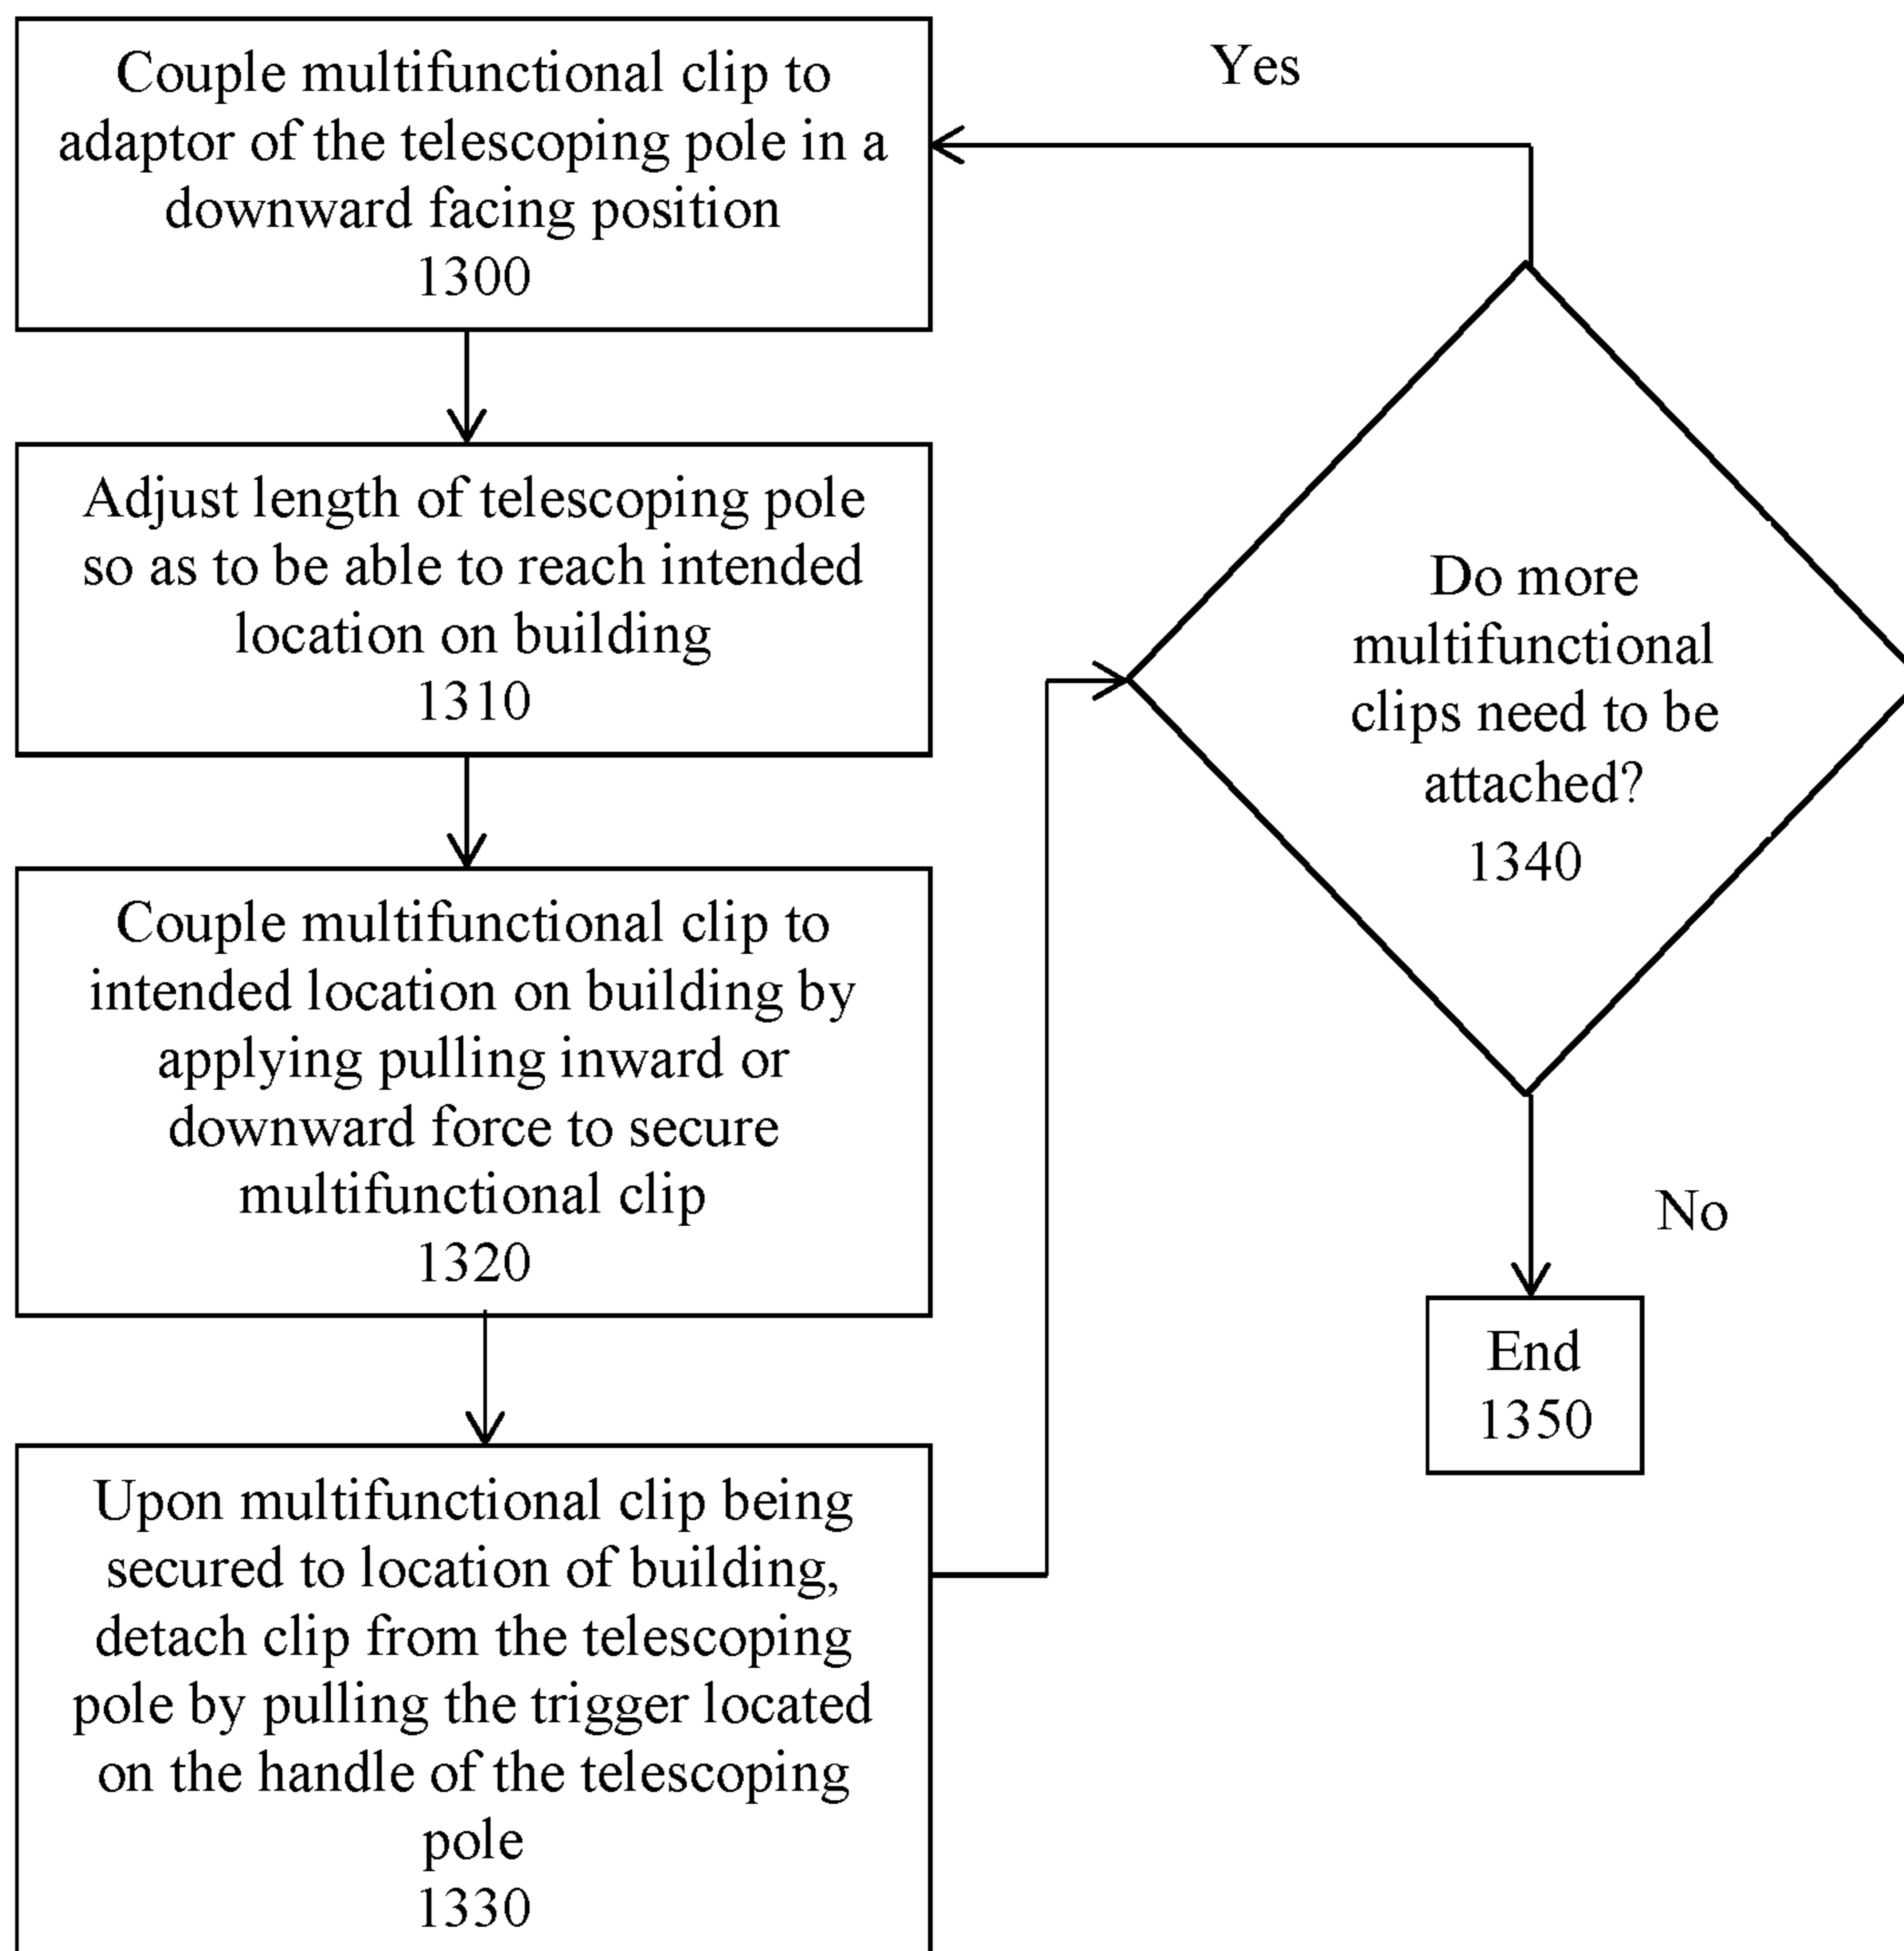 Couple multifunctional clip to
adaptor of the telescoping pole in a
downward facing position
1300
Adjust length of telescoping pole
so as to be able to reach intended
location on building
1310
Couple multifunctional clip to
intended location on building by
applying pulling inward or
downward force to secure
multifunctional clip
1320
Upon multifunctional clip being
secured to location of building,
detach clip from the telescoping
pole by pulling the trigger located
on the handle of the telescoping
pole
1330
Yes
Do more
multifunctional
clips need to be
attached?
1340
No
End
1350